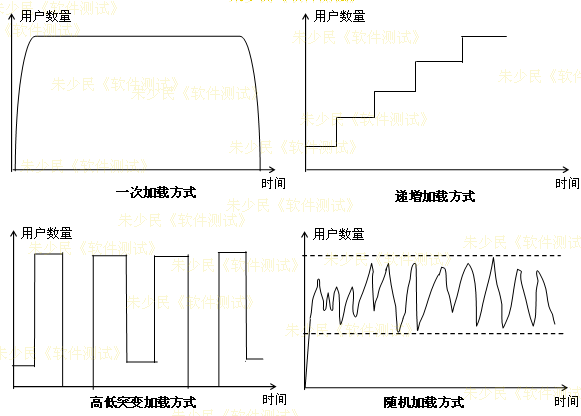 用户数量
用户数量
时间
时间
一次加载方式
递增加载方式
用户数量
用户数量
高低突变加载方式
时间
随机加载方式
时间
朱少民《软件测试》